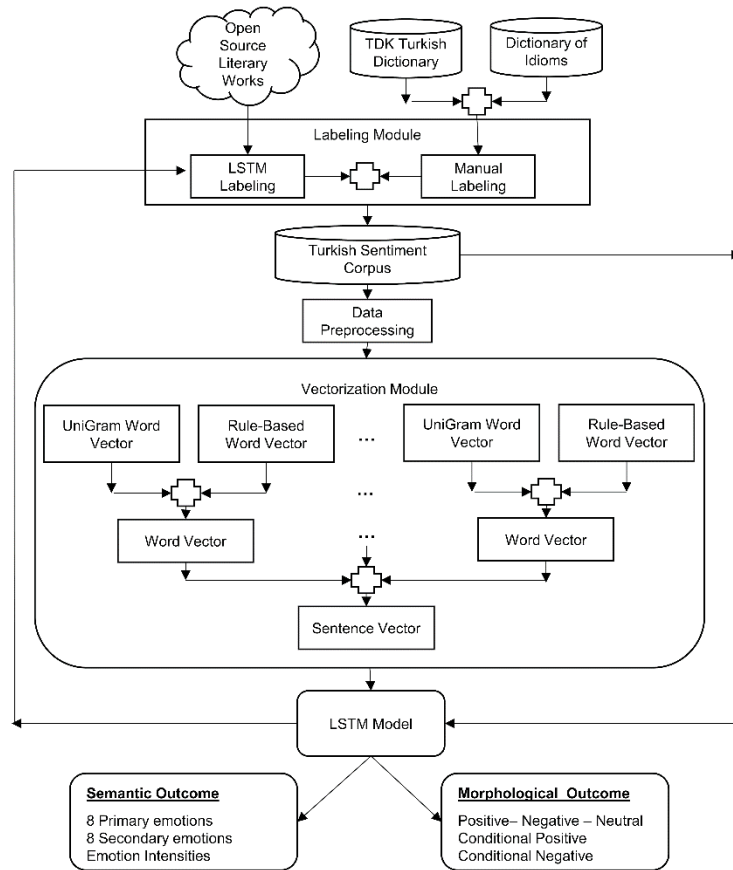 Open
Source
Literary
Works
TDK Turkish
Dictionary
Dictionary of
Idioms
Labeling Module
LSTM
Labeling
Manual
Labeling
Turkish Sentiment
Corpus
Data
Preprocessing
Vectorization Module
UniGram Word
Vector
Rule-Based
Word Vector
...
UniGram Word
Vector
Rule-Based
Word Vector
...
Word Vector
...
Word Vector
Sentence Vector
LSTM Model
Semantic Outcome
8 Primary emotions
8 Secondary emotions
Emotion Intensities
Morphological Outcome
Positive– Negative – Neutral
Conditional Positive
Conditional Negative